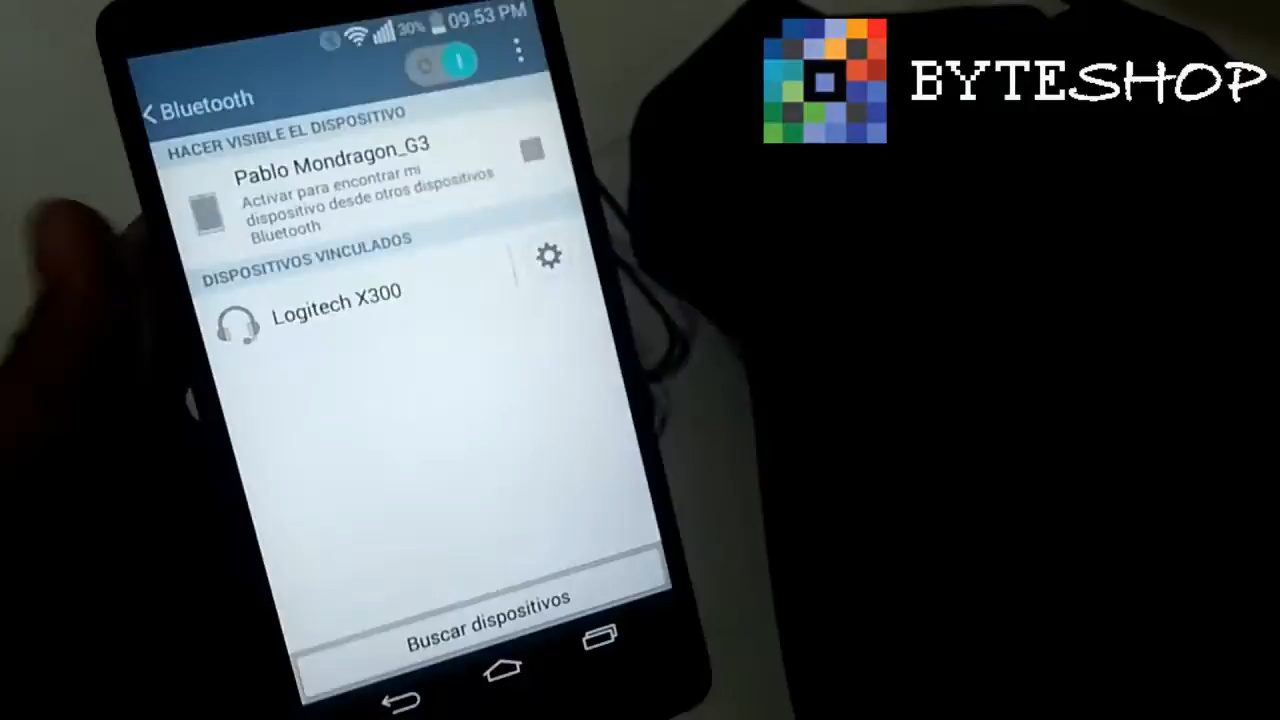 30% 09:53 PM
Bluetooth
HACER VISIBLE EL DISPOSITIVO
Pablo Mondragon_G3
Activar para encontrar mi
dispositivo desde otros dispositivos
Bluetooth
DISPOSITIVOS VINCULADOS
Logitech X300
Buscar dispositivos
BYTESHOP